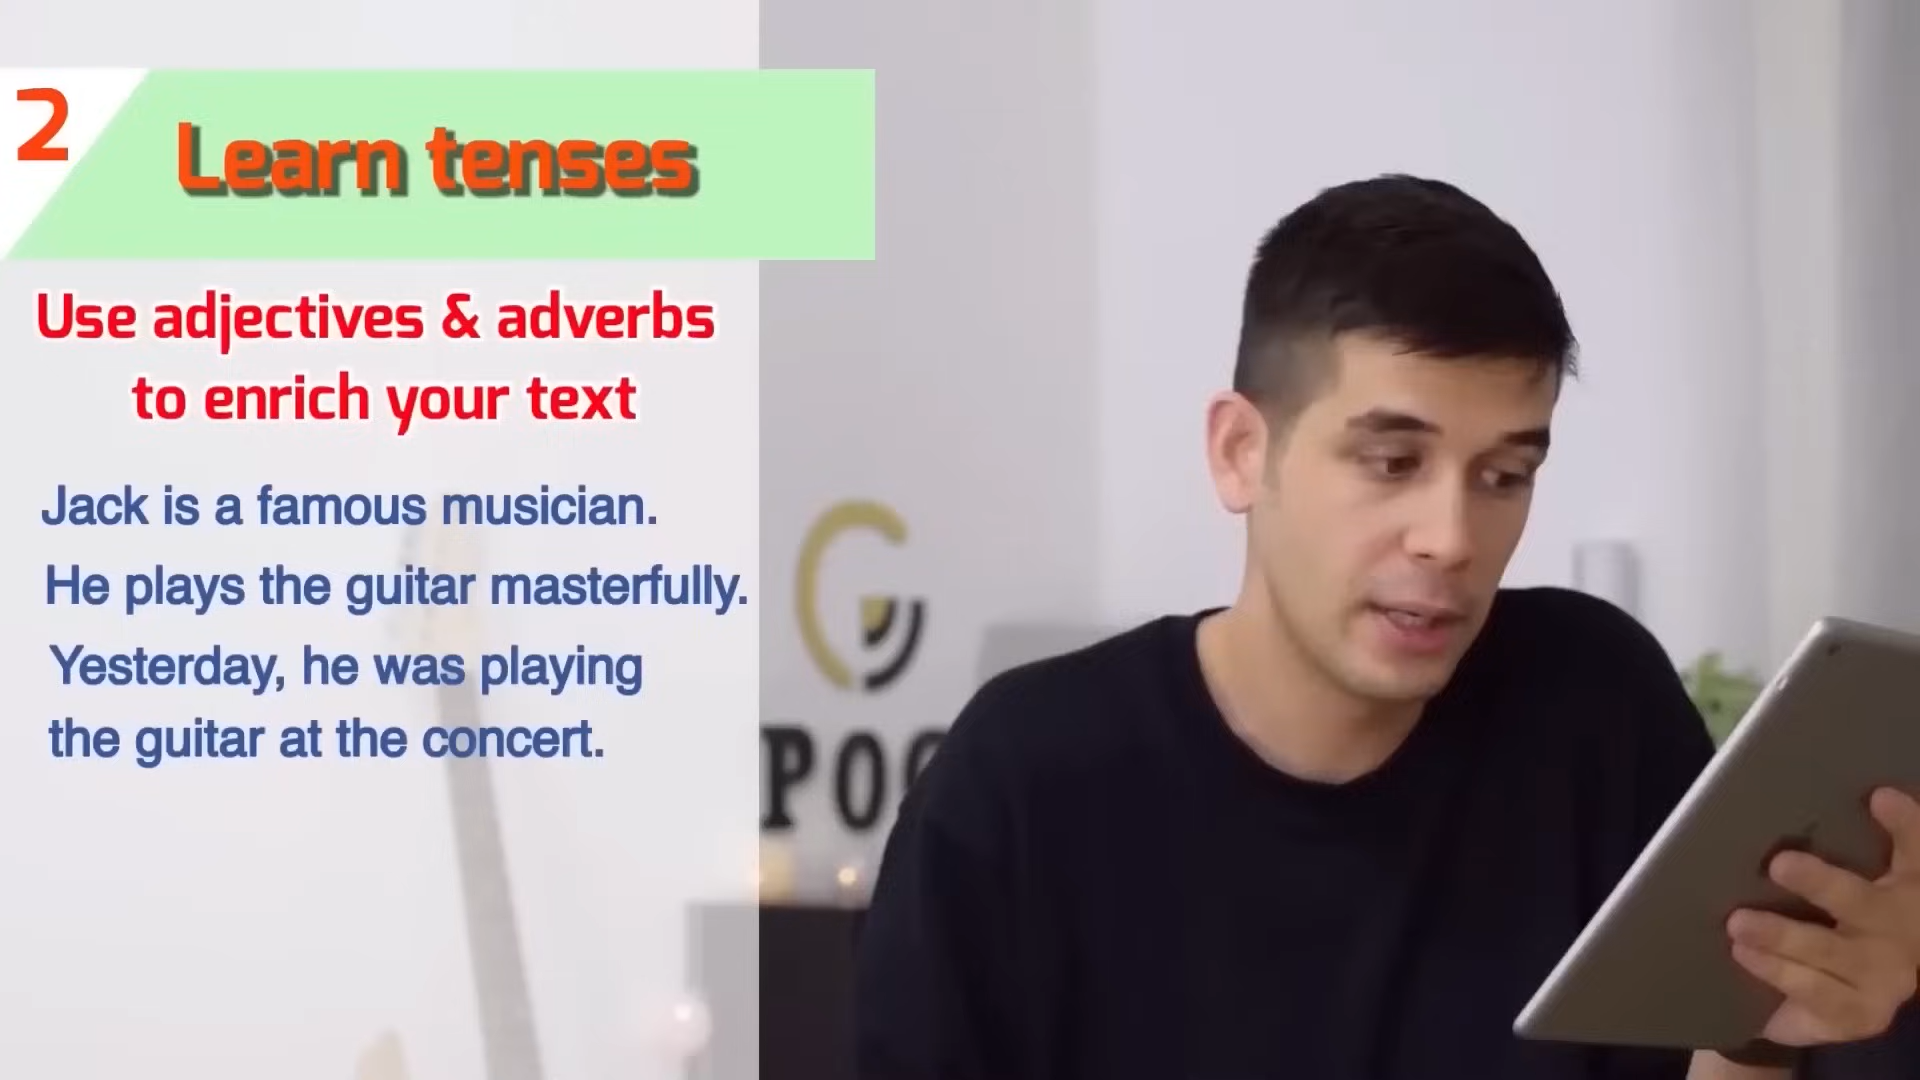 2
Learn tenses
Use adjectives & adverbs
to enrich your text
Jack is a famous musician.
He plays the guitar masterfully.
Yesterday, he was playing
the guitar at the concert.